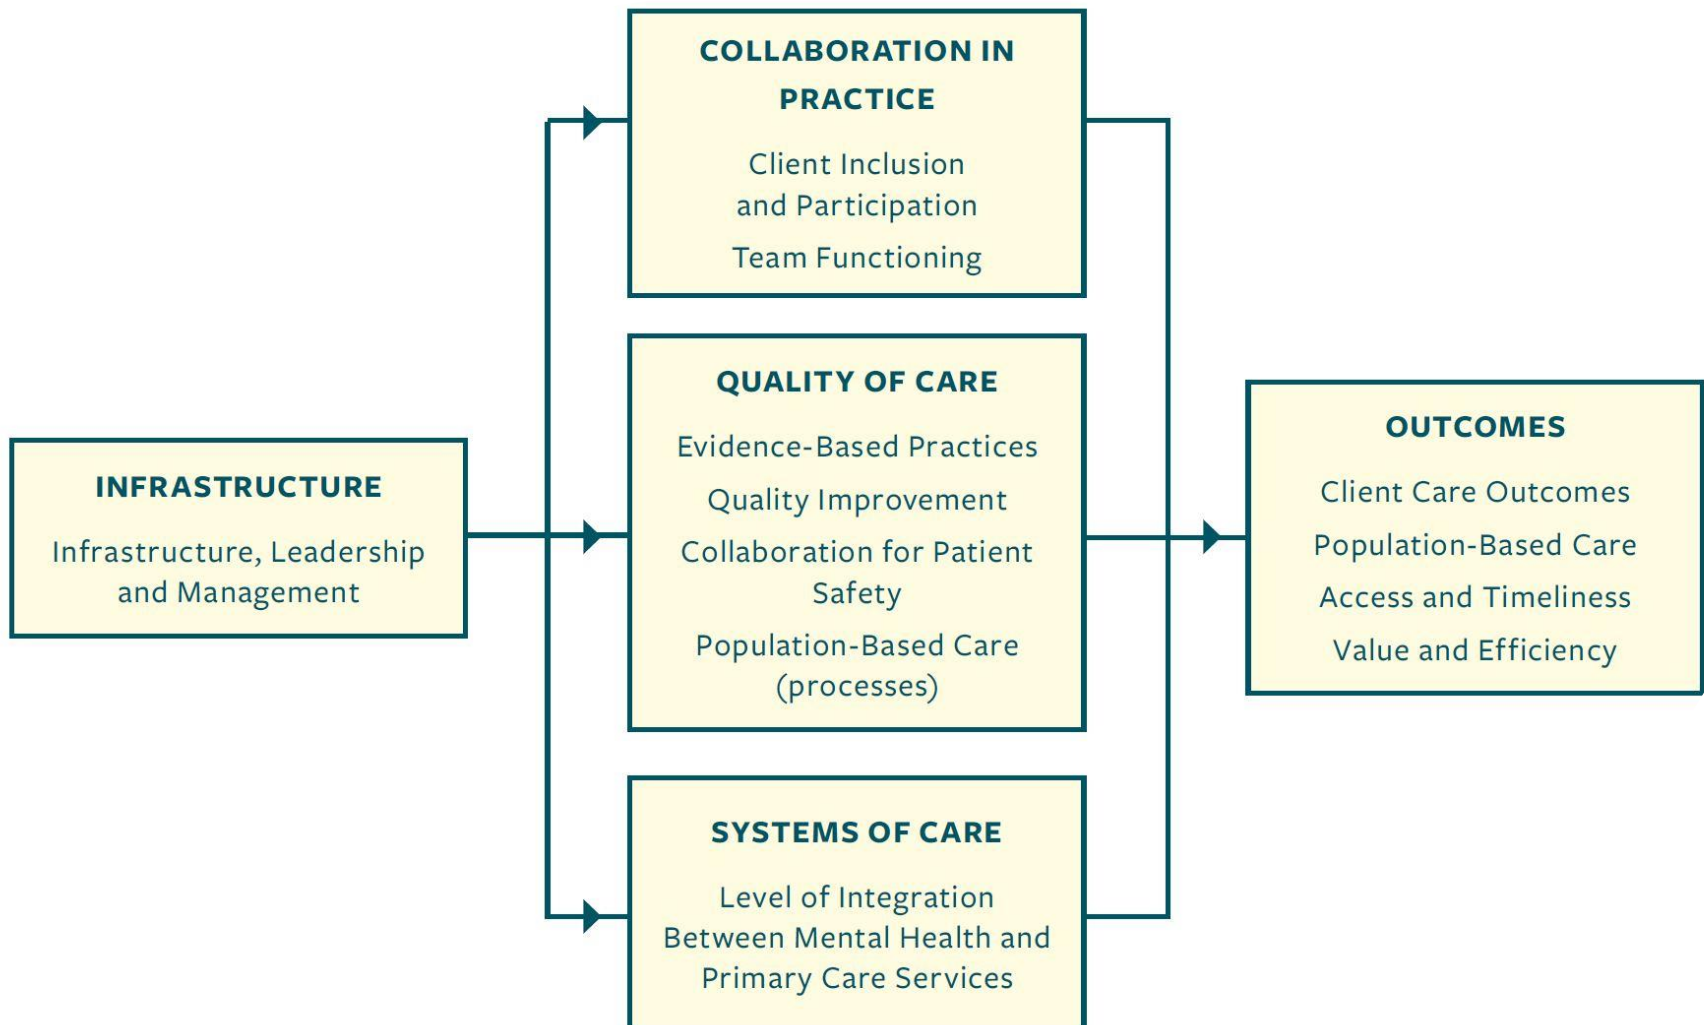 COLLABORATION IN
PRACTICE
Client Inclusion
and Participation
Team Functioning
QUALITY OF CARE
Evidence-Based Practices
Quality Improvement
Collaboration for Patient
Safety
Population-Based Care
(processes)
SYSTEMS OF CARE
Level of Integration
Between Mental Health and
Primary Care Services
INFRASTRUCTURE
Infrastructure, Leadership
and Management
OUTCOMES
Client Care Outcomes
Population-Based Care
Access and Timeliness
Value and Efficiency